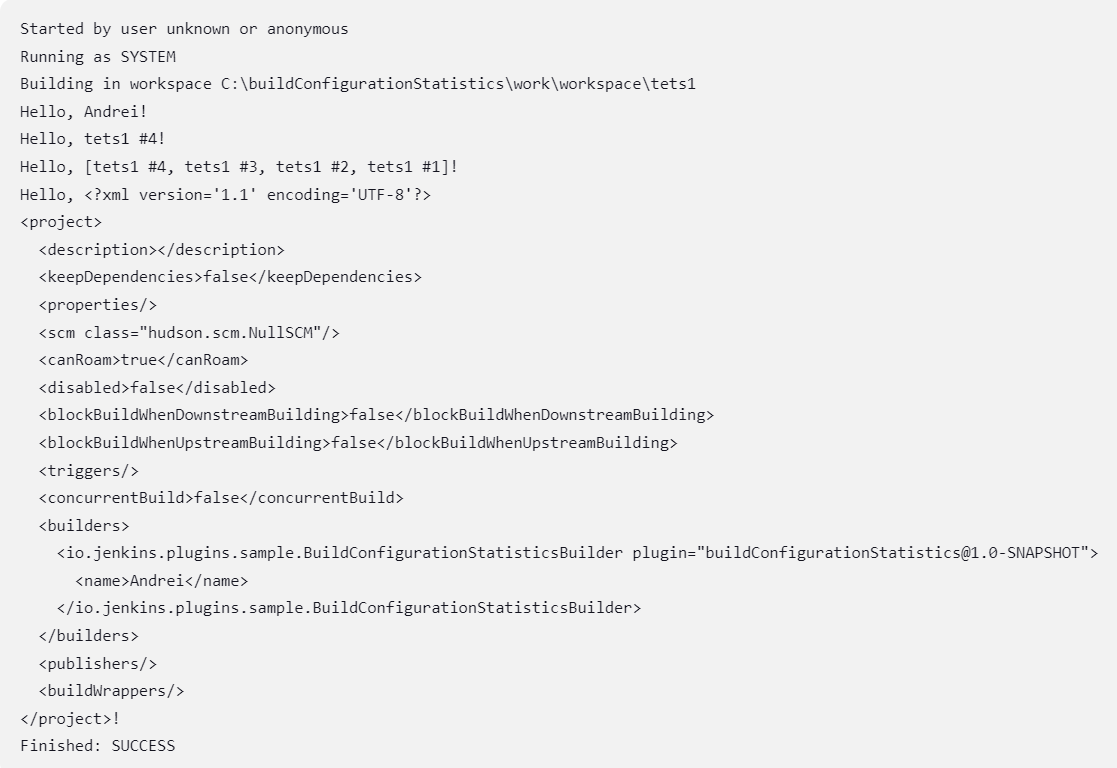 Started by user unknown or anonymous
Running as SYSTEM
Building in workspace C:\buildConfigurationStatistics\work\workspace\tets1
Hello, Andrei!
Hello, tets1 #4!
Hello, [tets1 #4, tets1 #3, tets1 #2, tets1 #1]!
Hello, <?xml version='1.1' encoding='UTF-8'?>
<project>
  <description></description>
  <keepDependencies>false</keepDependencies>
  <properties/>
  <scm class="hudson.scm.NullSCM"/>
  <canRoam>true</canRoam>
  <disabled>false</disabled>
  <blockBuildWhenDownstreamBuilding>false</blockBuildWhenDownstreamBuilding>
  <blockBuildWhenUpstreamBuilding>false</blockBuildWhenUpstreamBuilding>
  <triggers/>
  <concurrentBuild>false</concurrentBuild>
  <builders>
    <io.jenkins.plugins.sample.BuildConfigurationStatisticsBuilder plugin="buildConfigurationStatistics@1.0-SNAPSHOT">
      <name>Andrei</name>
    </io.jenkins.plugins.sample.BuildConfigurationStatisticsBuilder>
  </builders>
  <publishers/>
  <buildWrappers/>
</project>!
Finished: SUCCESS